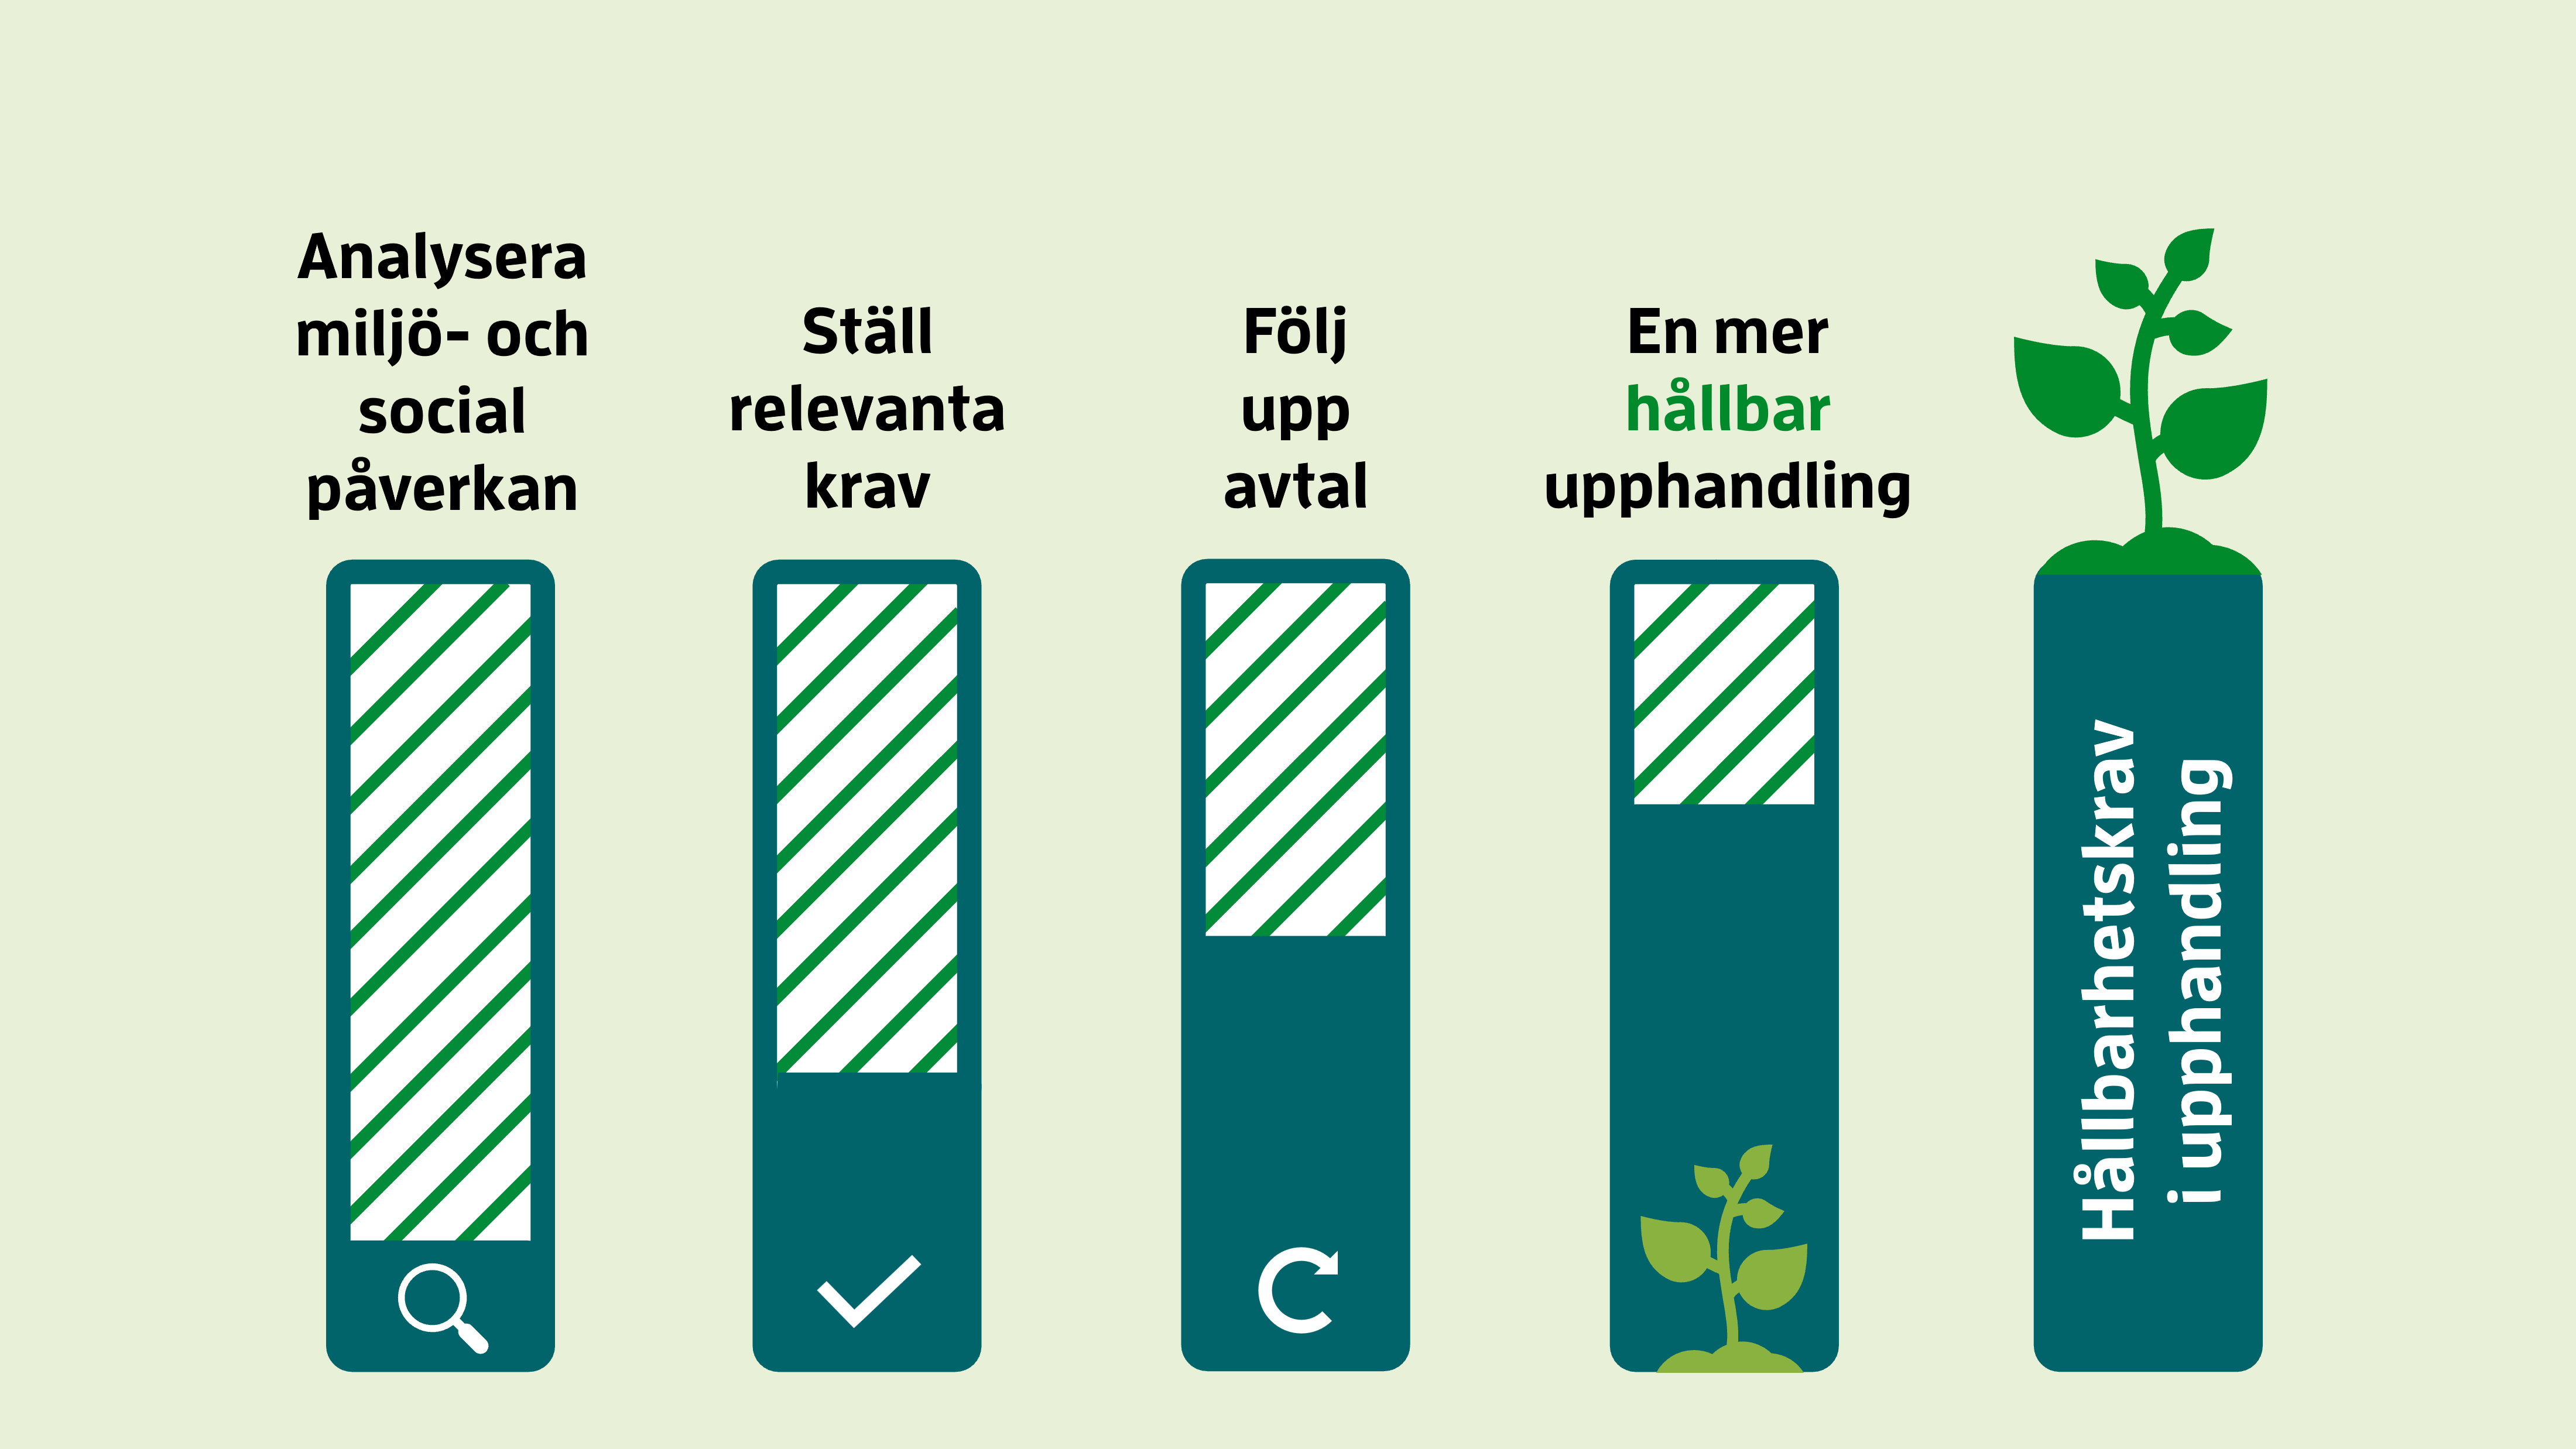 Analysera
miljö- och
social
påverkan
Ställ
relevanta
krav
Följ
upp
avtal
En mer
hållbar
upphandling
Hållbarhetskrav
i upphandling